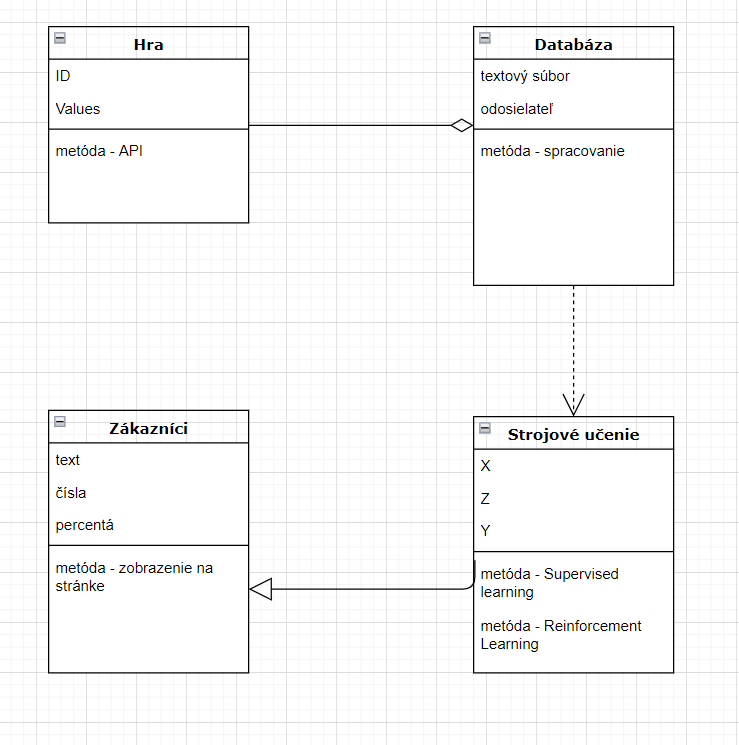 Hra
ID
Values
metóda - API
Databáza
textový súbor
odosielateľ
metóda - spracovanie
Zákazníci
text
čísla
percentá
metóda - zobrazenie na
stránke
Strojové učenie
X
Z
Y
metóda - Supervised
learning
metóda - Reinforcement
Learning